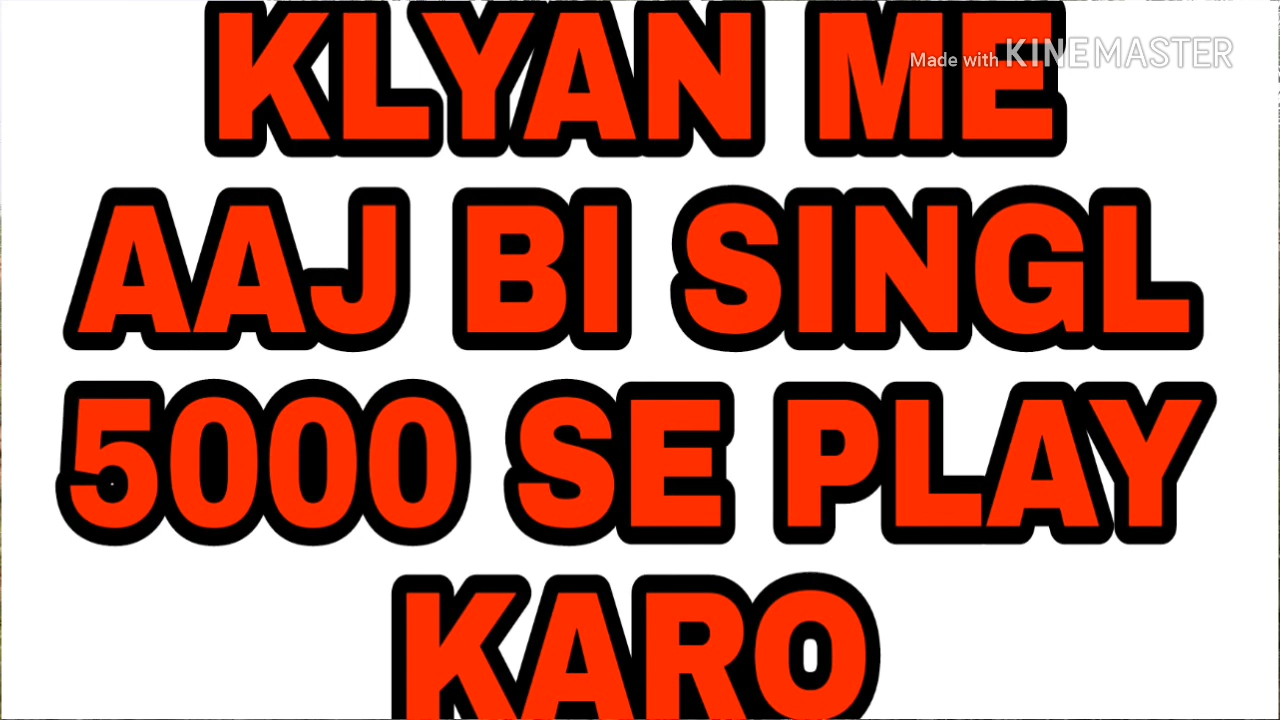 KLYAN ME
Made with KINEMASTER
AAJ BI SINGL
5000 SE PLAY
KARO